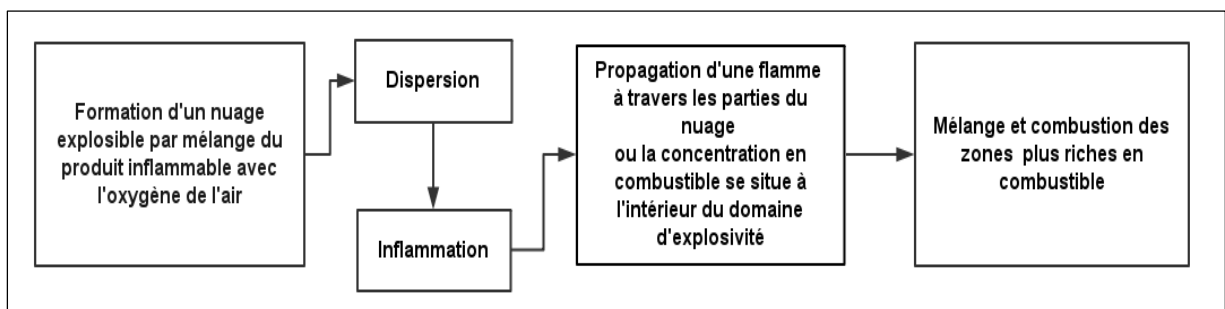 Formation d'un nuage
explosible par mélange du
produit inflammable avec
l'oxygène de l'air
Dispersion
Inflammation
Propagation d'une flamme
à travers les parties du
nuage
ou la concentration en
combustible se situe à
l'intérieur du domaine
d'explosivité
Mélange et combustion des
zones plus riches en
combustible